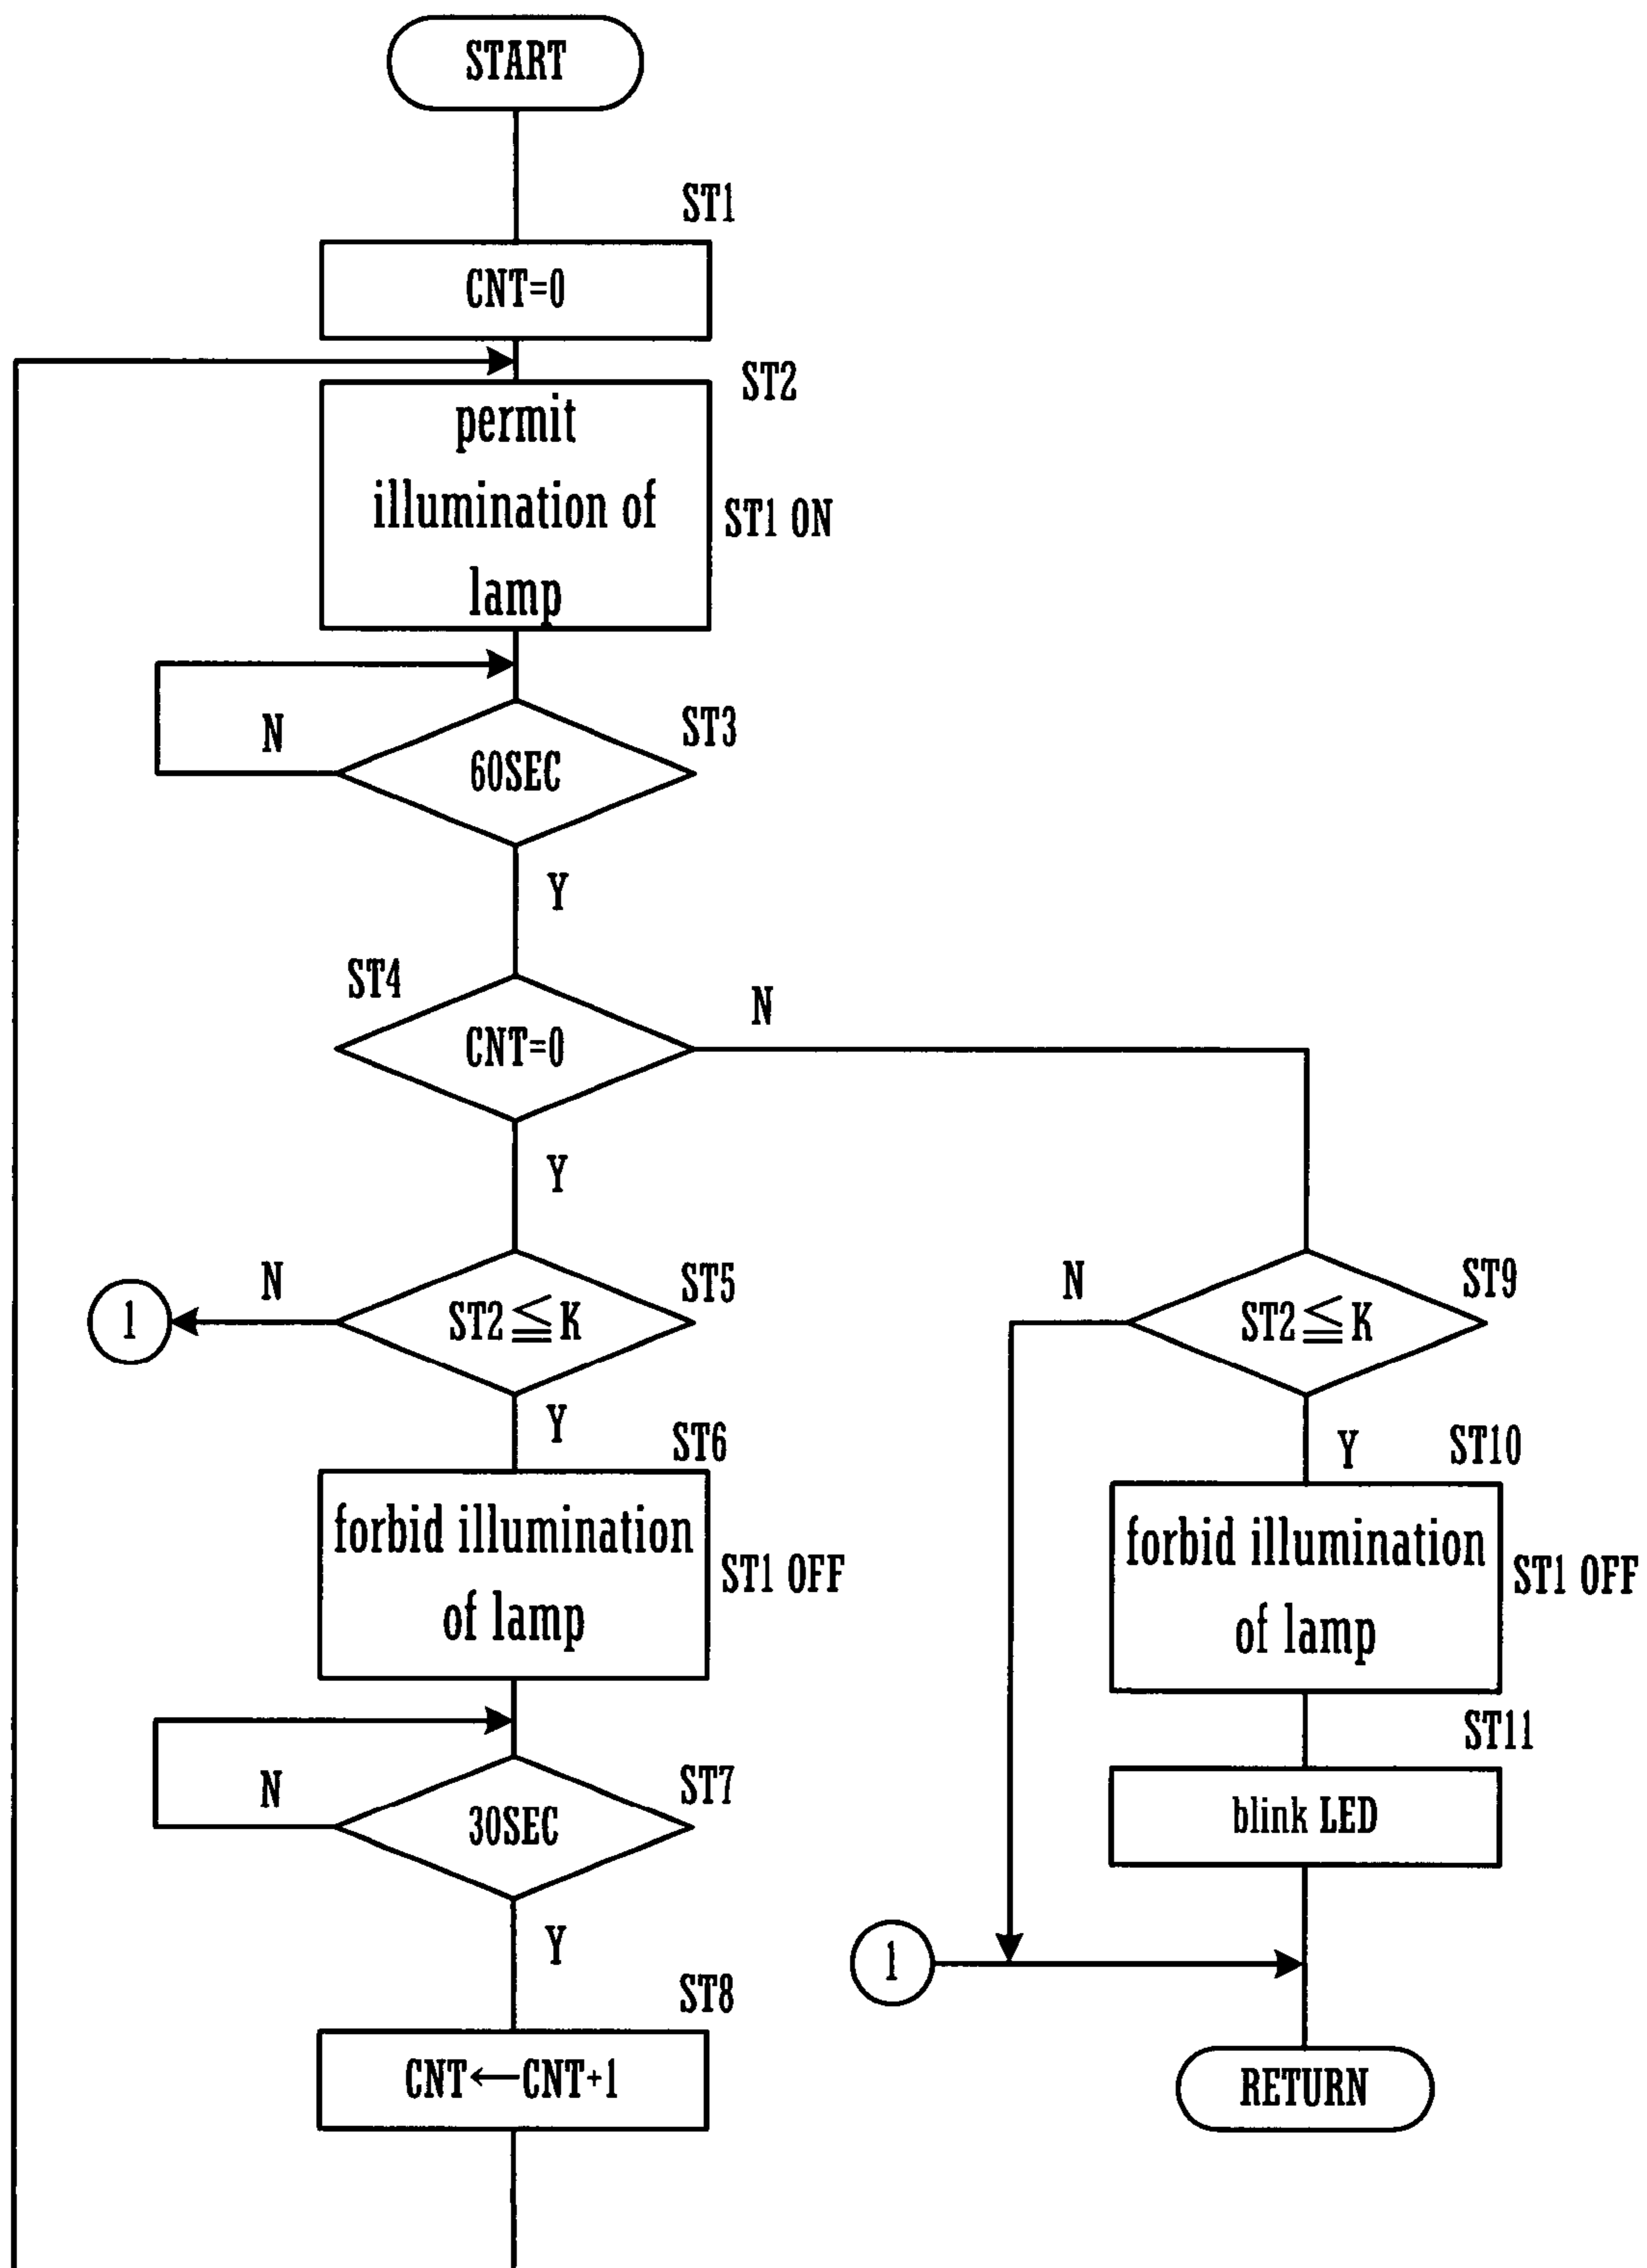 START
ST1
CNT=0
ST2
permit
illumination of
lamp
ST1 ON
N
ST3
60SEC
Y
ST4
CNT=0
N
Y
N
ST2≦K
ST5
1
Y
ST6
forbid illumination
of lamp
ST1 OFF
N
ST7
30SEC
Y
ST8
CNT←CNT+1
N
ST2≦K
ST9
Y
ST10
forbid illumination
of lamp
ST1 OFF
ST11
blink LED
1
RETURN